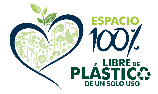 ESPACIO
100%
LIBRE DE
PLÁSTICO
DE UN SOLO USO